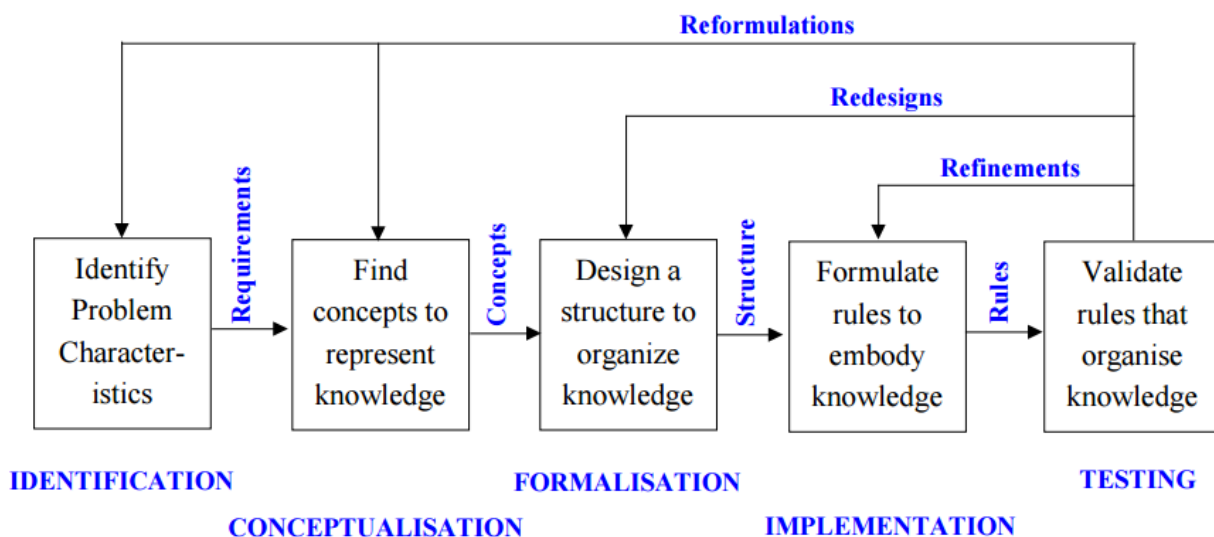 Reformulations
Redesigns
Refinements
Requirements
Concepts
Structure
Rules
Identify
Problem
Character-
istics
Find
concepts to
represent
knowledge
Design a
structure to
organize
knowledge
Formulate
rules to
embody
knowledge
Validate
rules that
organise
knowledge
IDENTIFICATION
FORMALISATION
TESTING
CONCEPTUALISATION
IMPLEMENTATION